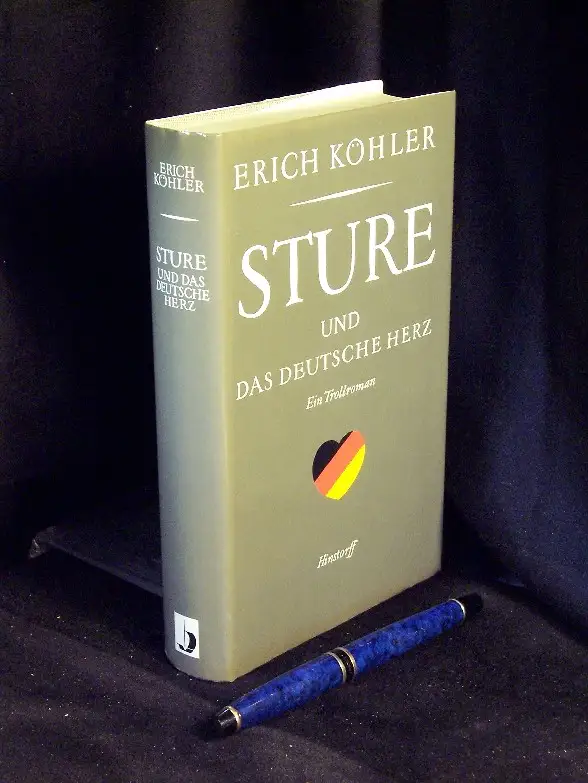 ERICH
KÖHLER
STURE
UND DAS
DEUTSCHE
HERZ
ERICH KÖHLER
STURE
UND
DAS DEUTSCHE HERZ
Ein Trollroman
Hinstorff